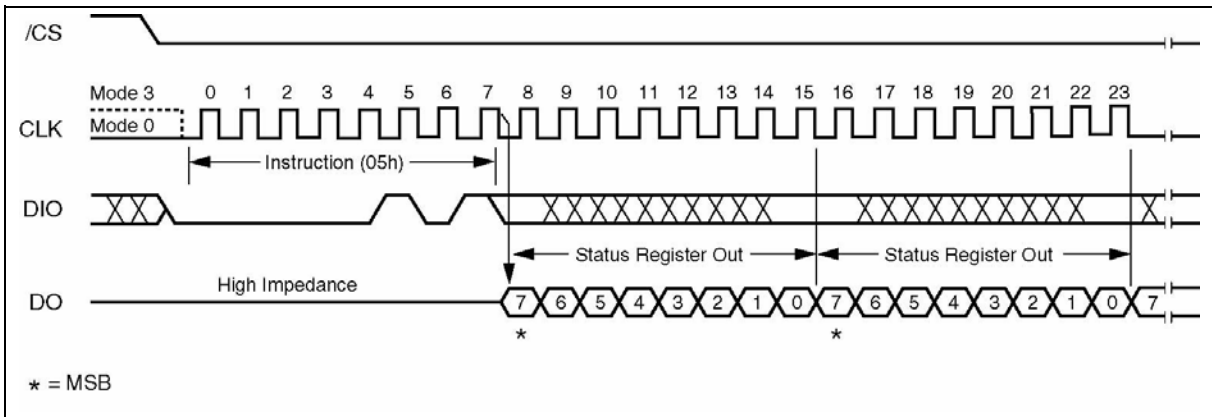 /CS
Mode 3
0 1 2 3 4 5 6 7 8 9 10 11 12 13 14 15 16 17 18 19 20 21 22 23
CLK
Mode 0
Instruction (05h)
DIO
Status Register Out
Status Register Out
High Impedance
DO
7 6 5 4 3 2 1 0 7 6 5 4 3 2 1 0 7
* *
* = MSB